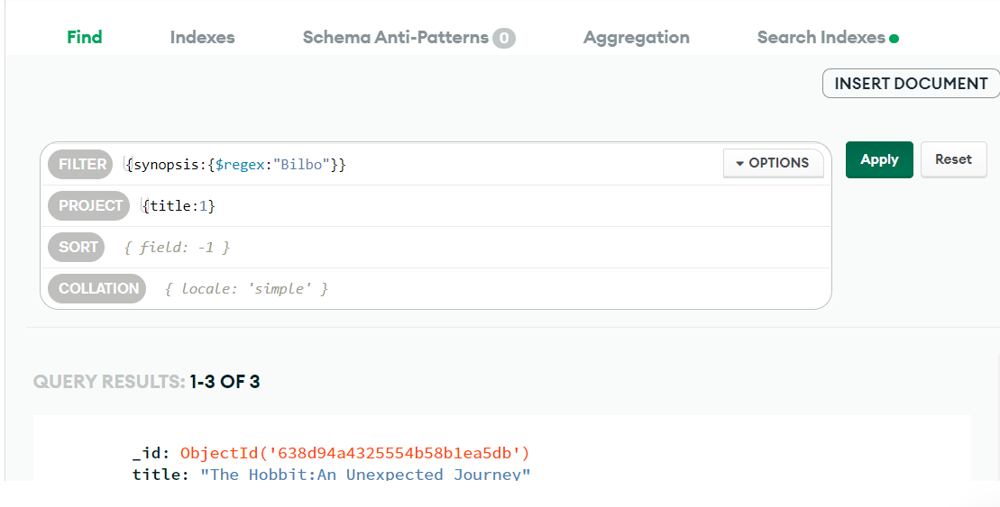 Find Indexes Schema Anti-Patterns 0 Aggregation Search Indexes
INSERT DOCUMENT
FILTER {synopsis:{$regex:"Bilbo"}} OPTIONS Apply Reset
PROJECT {title:1}
SORT { field: -1 }
COLLATION { locale: 'simple' }
QUERY RESULTS: 1-3 OF 3
_id: ObjectId('638d94a4325554b58b1ea5db')
title: "The Hobbit:An Unexpected Journey"